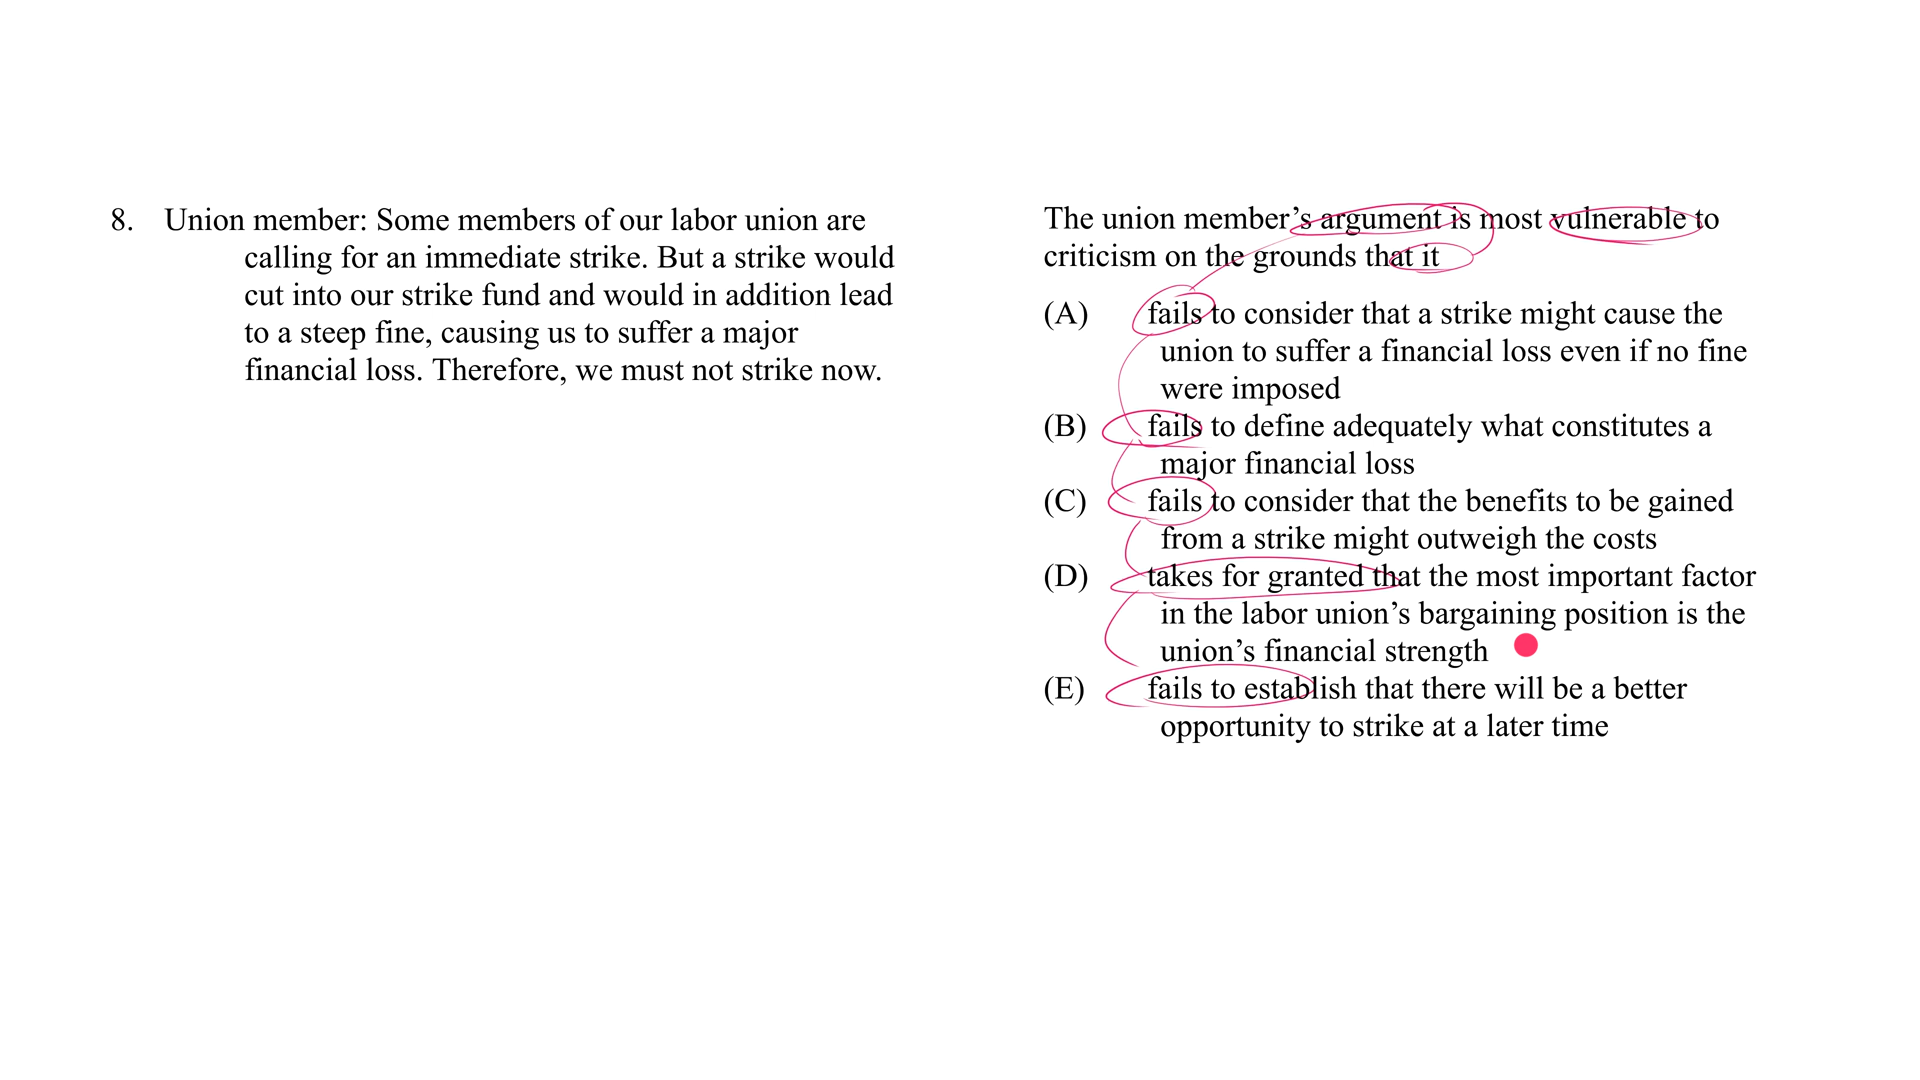 8. Union member: Some members of our labor union are
calling for an immediate strike. But a strike would
cut into our strike fund and would in addition lead
to a steep fine, causing us to suffer a major
financial loss. Therefore, we must not strike now.
The union member’s argument is most vulnerable to
criticism on the grounds that it
(A) fails to consider that a strike might cause the
union to suffer a financial loss even if no fine
were imposed
(B) fails to define adequately what constitutes a
major financial loss
(C) fails to consider that the benefits to be gained
from a strike might outweigh the costs
(D) takes for granted that the most important factor
in the labor union’s bargaining position is the
union’s financial strength
(E) fails to establish that there will be a better
opportunity to strike at a later time